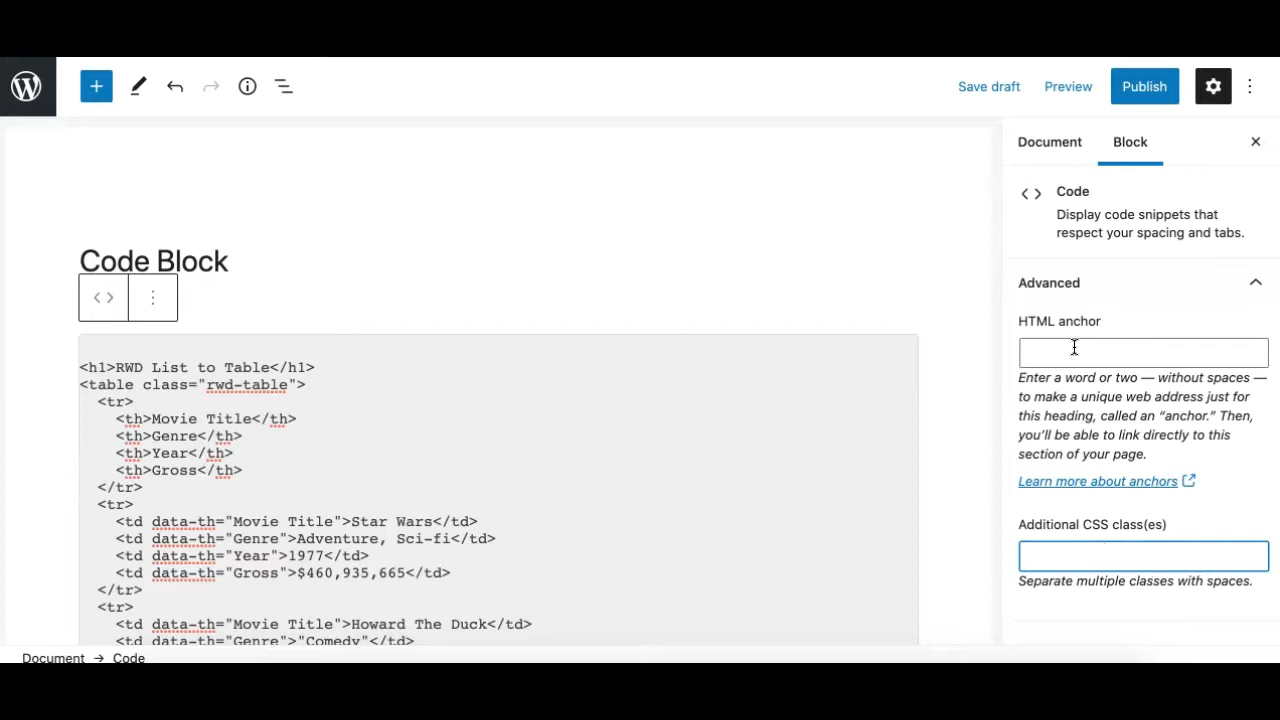 Save draft
Preview
Publish
Document
Block
Code
Display code snippets that
respect your spacing and tabs.
Code Block
Advanced
HTML anchor
Enter a word or two — without spaces —
to make a unique web address just for
this heading, called an “anchor.” Then,
you’ll be able to link directly to this
section of your page.
Learn more about anchors
Additional CSS class(es)
Separate multiple classes with spaces.
<h1>RWD List to Table</h1>
<table class="rwd-table">
  <tr>
    <th>Movie Title</th>
    <th>Genre</th>
    <th>Year</th>
    <th>Gross</th>
  </tr>
  <tr>
    <td data-th="Movie Title">Star Wars</td>
    <td data-th="Genre">Adventure, Sci-fi</td>
    <td data-th="Year">1977</td>
    <td data-th="Gross">$460,935,665</td>
  </tr>
  <tr>
    <td data-th="Movie Title">Howard The Duck</td>
    <td data-th="Genre">"Comedy"</td>
Document → Code